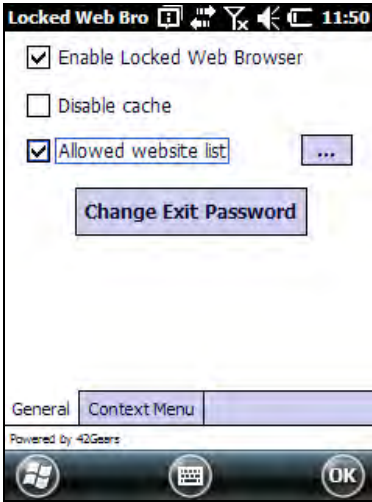 Locked Web Bro 11:50
Enable Locked Web Browser
Disable cache
Allowed website list ...
Change Exit Password
General Context Menu
Powered by 42Gears
OK